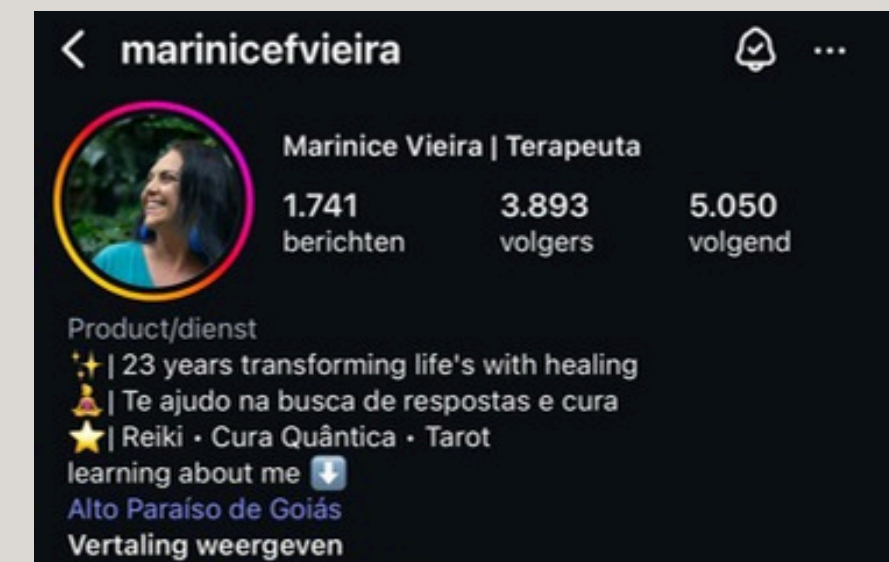 marinicefvieira
Marinice Vieira | Terapeuta
1.741 3.893 5.050
berichten volgers volgend
Product/dienst
✨| 23 years transforming life's with healing
🧘| Te ajudo na busca de respostas e cura
⭐| Reiki • Cura Quântica • Tarot
learning about me ⬇️
Alto Paraíso de Goiás
Vertaling weergeven